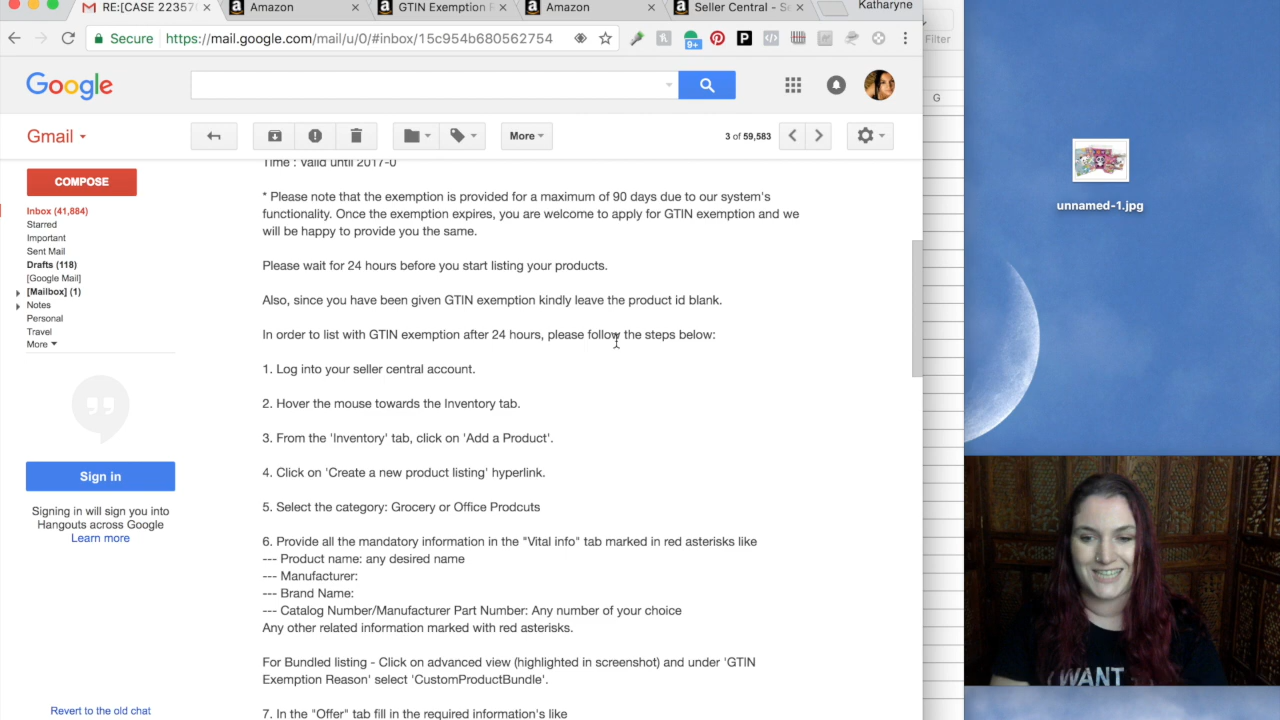 RE:[CASE 22357
Amazon
GTIN Exemption
Amazon
Seller Central - S
Katharyne
Secure
https://mail.google.com/mail/u/0/#inbox/15c954b680562754
9+
Filter
Google
G
Gmail
More
3 of 59,583
COMPOSE
Inbox (41,884)
Starred
Important
Sent Mail
Drafts (118)
[Google Mail]
[Mailbox] (1)
Notes
Personal
Travel
More
Sign in
Signing in will sign you into
Hangouts across Google
Learn more
Revert to the old chat
Time : Valid until 2017-0
* Please note that the exemption is provided for a maximum of 90 days due to our system's
functionality. Once the exemption expires, you are welcome to apply for GTIN exemption and we
will be happy to provide you the same.
Please wait for 24 hours before you start listing your products.
Also, since you have been given GTIN exemption kindly leave the product id blank.
In order to list with GTIN exemption after 24 hours, please follow the steps below:
1. Log into your seller central account.
2. Hover the mouse towards the Inventory tab.
3. From the 'Inventory' tab, click on 'Add a Product'.
4. Click on 'Create a new product listing' hyperlink.
5. Select the category: Grocery or Office Prodcuts
6. Provide all the mandatory information in the "Vital info" tab marked in red asterisks like
--- Product name: any desired name
--- Manufacturer:
--- Brand Name:
--- Catalog Number/Manufacturer Part Number: Any number of your choice
Any other related information marked with red asterisks.
For Bundled listing - Click on advanced view (highlighted in screenshot) and under 'GTIN
Exemption Reason' select 'CustomProductBundle'.
7. In the "Offer" tab fill in the required information's like
unnamed-1.jpg
I WANT